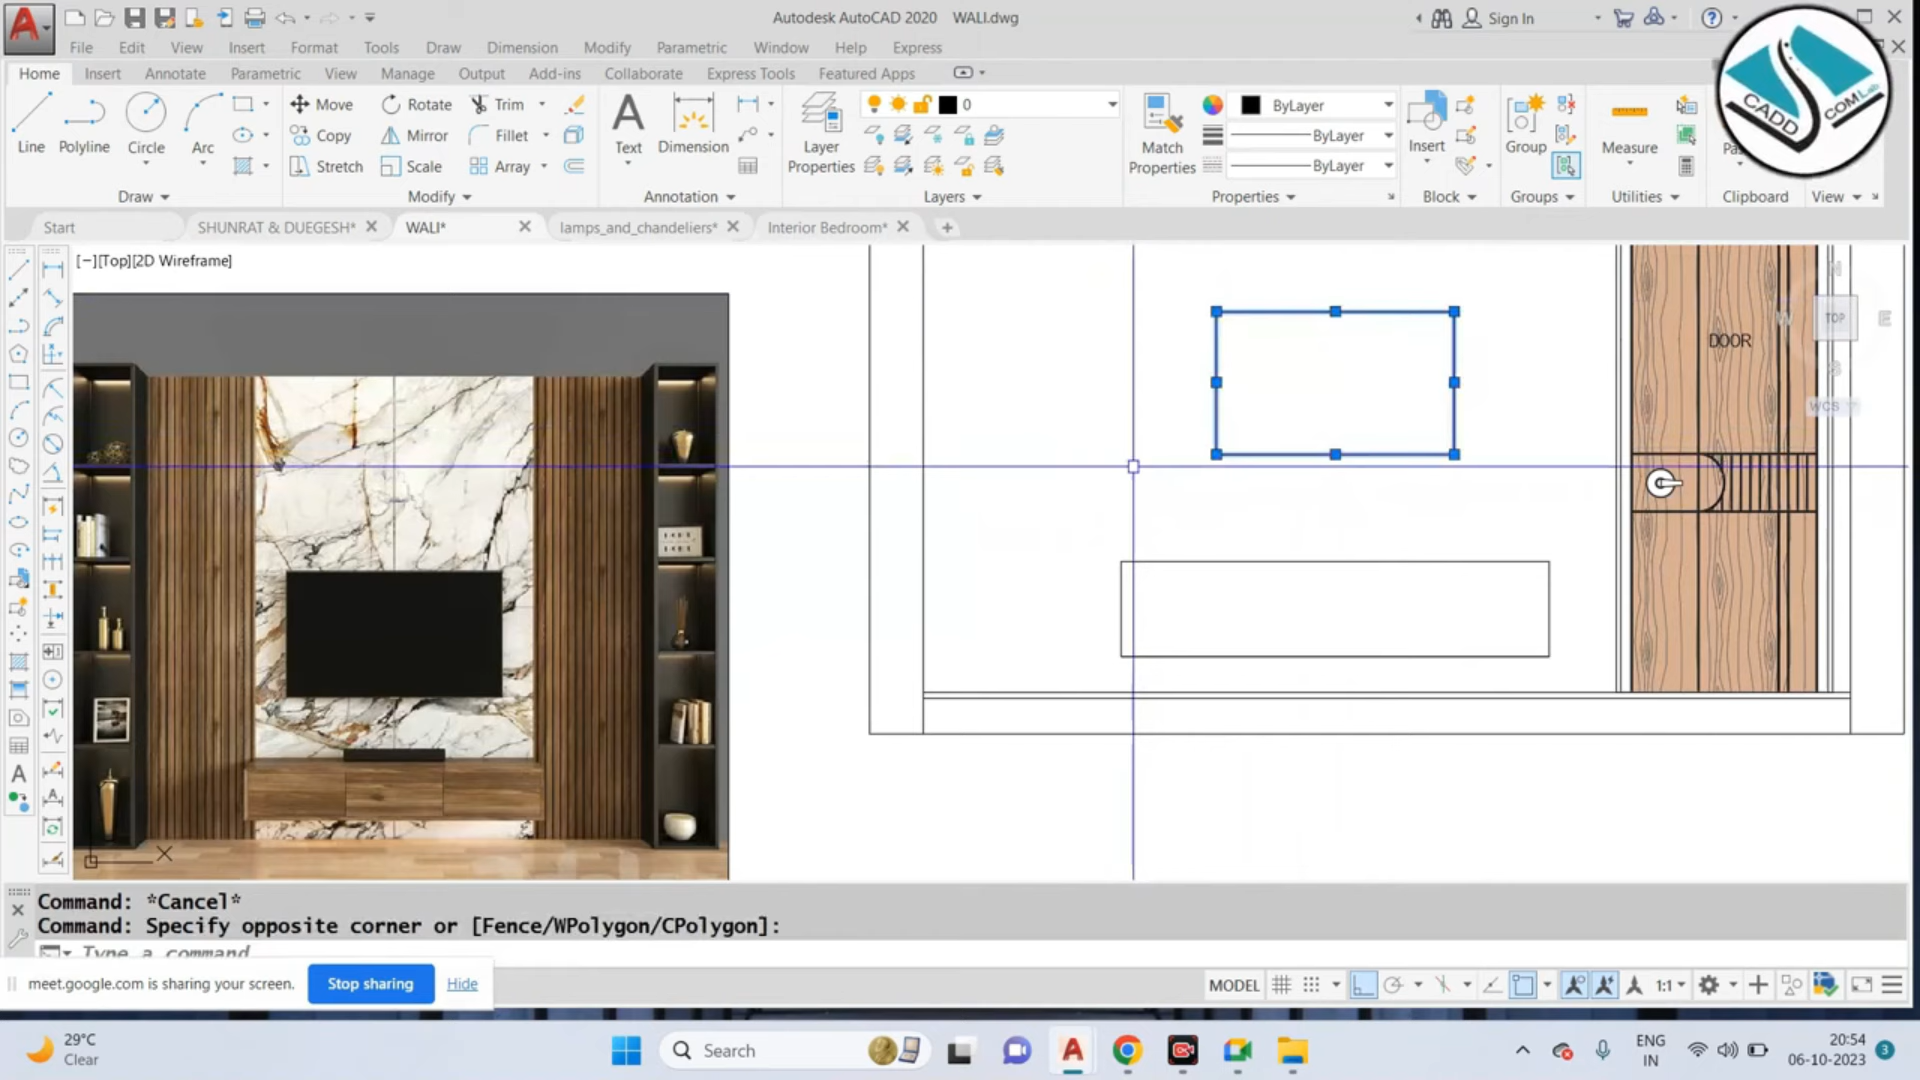 Autodesk AutoCAD 2020 WALI.dwg
Sign In
File Edit View Insert Format Tools Draw Dimension Modify Parametric Window Help Express
Home Insert Annotate Parametric View Manage Output Add-ins Collaborate Express Tools Featured Apps
Line Polyline Circle Arc
Move Rotate Trim
Copy Mirror Fillet
Stretch Scale Array
Text Dimension
Layer Properties
0
Match Properties
ByLayer
ByLayer
ByLayer
Insert
Group
Measure
CADD
COMLab
Draw Modify Annotation Layers Properties Block Groups Utilities Clipboard View
Start SHUNRAT & DUEGESH* WALI* lamps_and_chandeliers* Interior Bedroom*
[−][Top][2D Wireframe]
DOOR
TOP
W
E
S
WCS
Command: *Cancel*
Command: Specify opposite corner or [Fence/WPolygon/CPolygon]:
Type a command
meet.google.com is sharing your screen. Stop sharing Hide
MODEL 1:1
29°C
Clear
Search
ENG
IN
20:54
06-10-2023
3